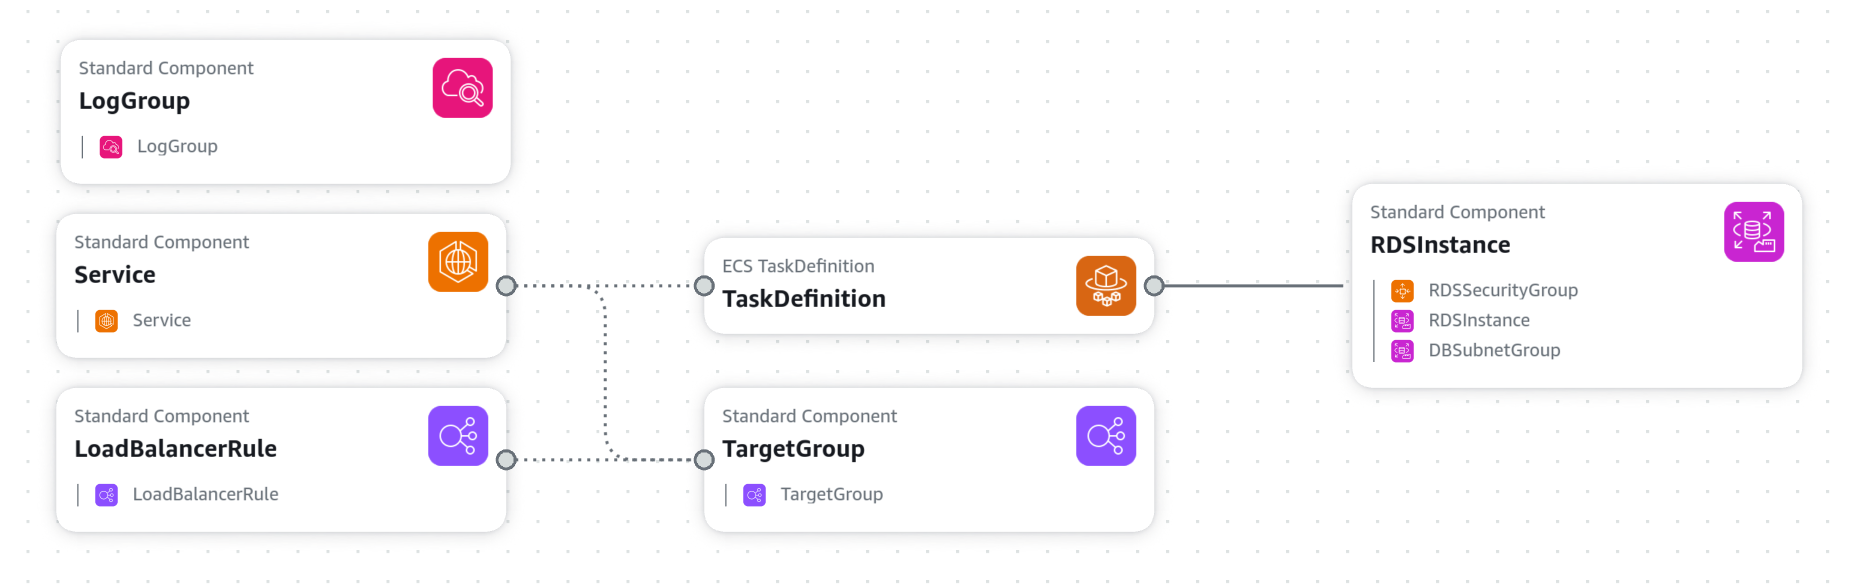 Standard Component
LogGroup
LogGroup
Standard Component
Service
Service
Standard Component
LoadBalancerRule
LoadBalancerRule
ECS TaskDefinition
TaskDefinition
Standard Component
TargetGroup
TargetGroup
Standard Component
RDSInstance
RDSSecurityGroup
RDSInstance
DBSubnetGroup